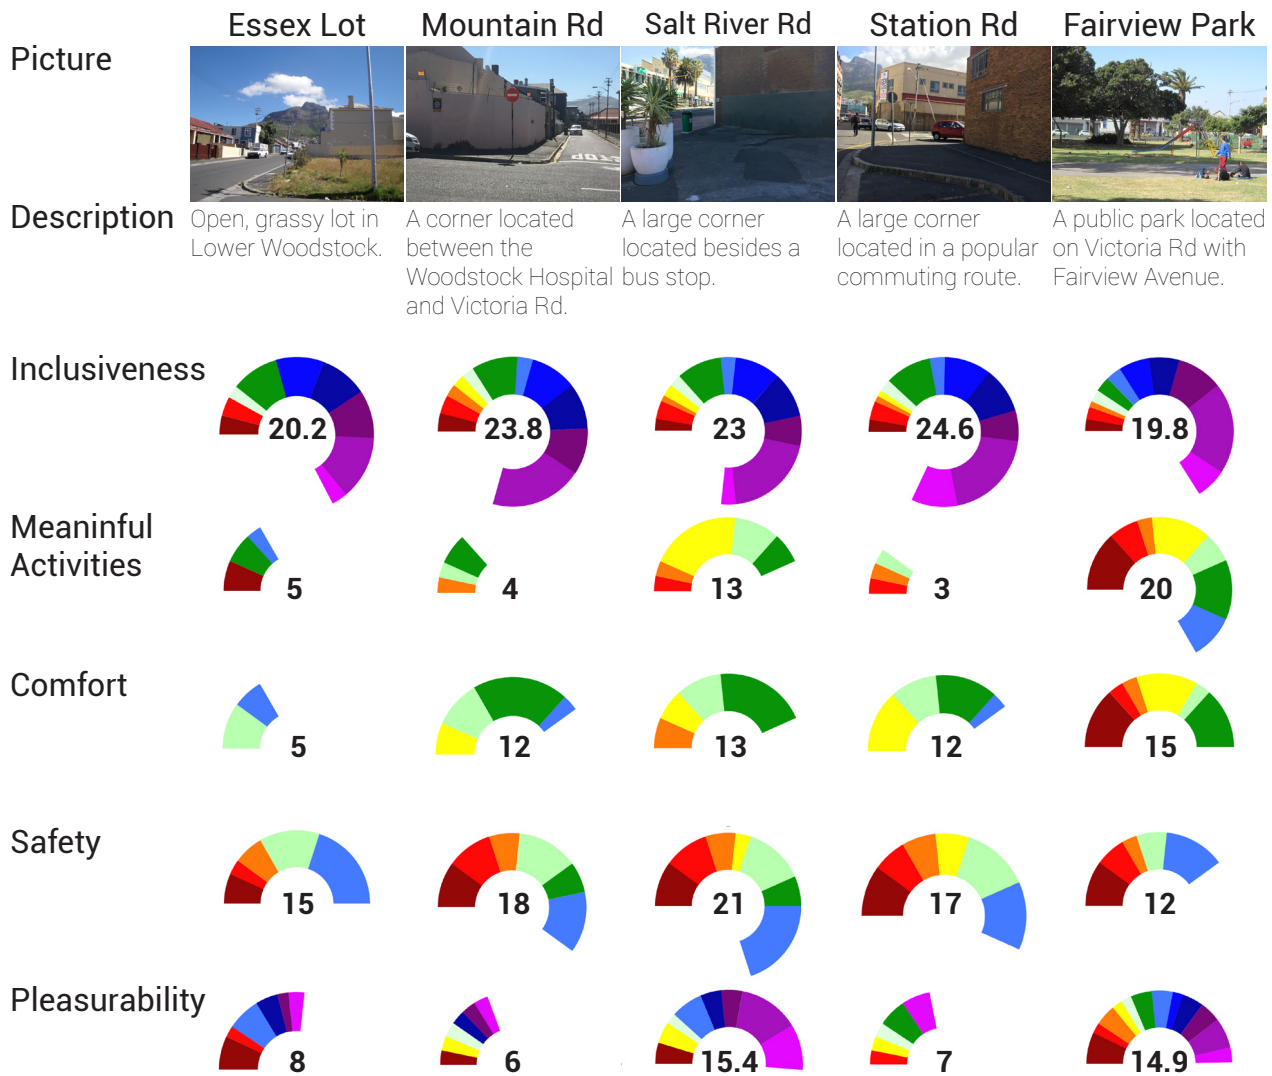 Essex Lot
Mountain Rd
Salt River Rd
Station Rd
Fairview Park
Picture
STOP
Description
Open, grassy lot in
Lower Woodstock.
A corner located
between the
Woodstock Hospital
and Victoria Rd.
A large corner
located besides a
bus stop.
A large corner
located in a popular
commuting route.
A public park located
on Victoria Rd with
Fairview Avenue.
Inclusiveness
20.2
23.8
23
24.6
19.8
Meaninful
Activities
5
4
13
3
20
Comfort
5
12
13
12
15
Safety
15
18
21
17
12
Pleasurability
8
6
15.4
7
14.9